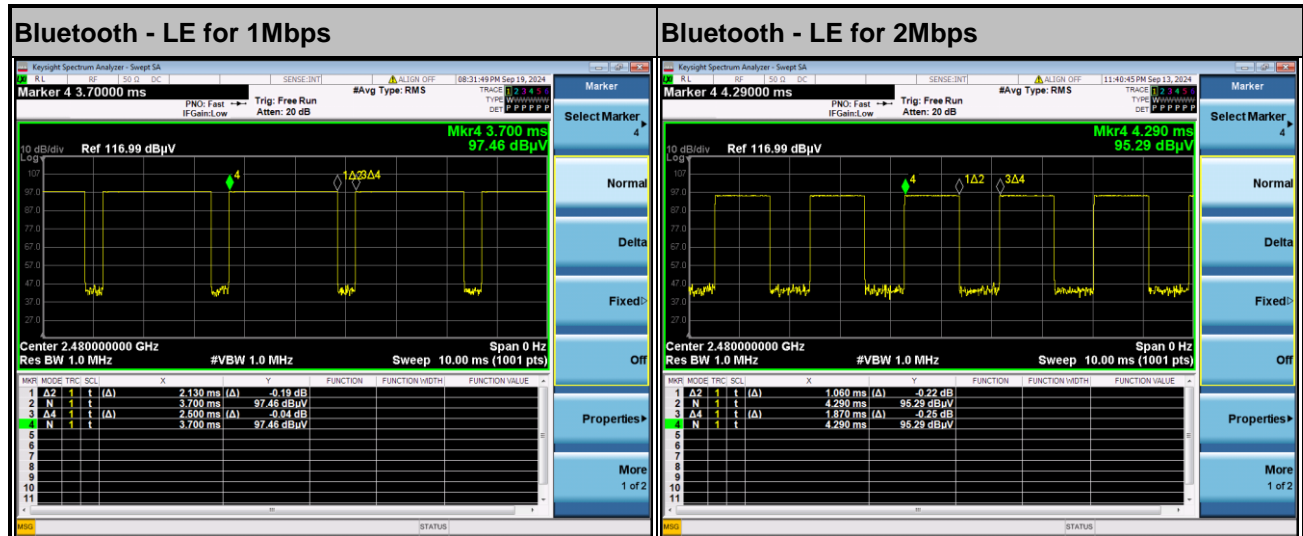 Bluetooth - LE for 1Mbps
Keysight Spectrum Analyzer - Swept SA
RL RF 50 Ω DC SENSE:INT ALIGN OFF 08:31:49 PM Sep 19, 2024
Marker 4 3.70000 ms
PNO: Fast
IFGain:Low
Trig: Free Run
Atten: 20 dB
#Avg Type: RMS
TRACE 1 2 3 4 5 6
TYPE WWWWWW
DET P P P P P P
Mkr4 3.700 ms
97.46 dBµV
10 dB/div Ref 116.99 dBµV
Log
107
97.0
87.0
77.0
67.0
57.0
47.0
37.0
27.0
4
1Δ2
3Δ4
Center 2.480000000 GHz Span 0 Hz
Res BW 1.0 MHz #VBW 1.0 MHz Sweep 10.00 ms (1001 pts)
MKR MODE TRC SCL X Y FUNCTION FUNCTION WIDTH FUNCTION VALUE
1 Δ2 1 t (Δ) 2.130 ms (Δ) -0.19 dB
2 N 1 t 3.700 ms 97.46 dBµV
3 Δ4 1 t (Δ) 2.500 ms (Δ) -0.04 dB
4 N 1 t 3.700 ms 97.46 dBµV
5
6
7
8
9
10
11
MSG STATUS
Marker
Select Marker
4
Normal
Delta
Fixed
Off
Properties
More
1 of 2
Bluetooth - LE for 2Mbps
Keysight Spectrum Analyzer - Swept SA
RL RF 50 Ω DC SENSE:INT ALIGN OFF 11:40:45 PM Sep 13, 2024
Marker 4 4.29000 ms
PNO: Fast
IFGain:Low
Trig: Free Run
Atten: 20 dB
#Avg Type: RMS
TRACE 1 2 3 4 5 6
TYPE WWWWWW
DET P P P P P P
Mkr4 4.290 ms
95.29 dBµV
10 dB/div Ref 116.99 dBµV
Log
107
97.0
87.0
77.0
67.0
57.0
47.0
37.0
27.0
4
1Δ2
3Δ4
Center 2.480000000 GHz Span 0 Hz
Res BW 1.0 MHz #VBW 1.0 MHz Sweep 10.00 ms (1001 pts)
MKR MODE TRC SCL X Y FUNCTION FUNCTION WIDTH FUNCTION VALUE
1 Δ2 1 t (Δ) 1.060 ms (Δ) -0.22 dB
2 N 1 t 4.290 ms 95.29 dBµV
3 Δ4 1 t (Δ) 1.870 ms (Δ) -0.25 dB
4 N 1 t 4.290 ms 95.29 dBµV
5
6
7
8
9
10
11
MSG STATUS
Marker
Select Marker
4
Normal
Delta
Fixed
Off
Properties
More
1 of 2